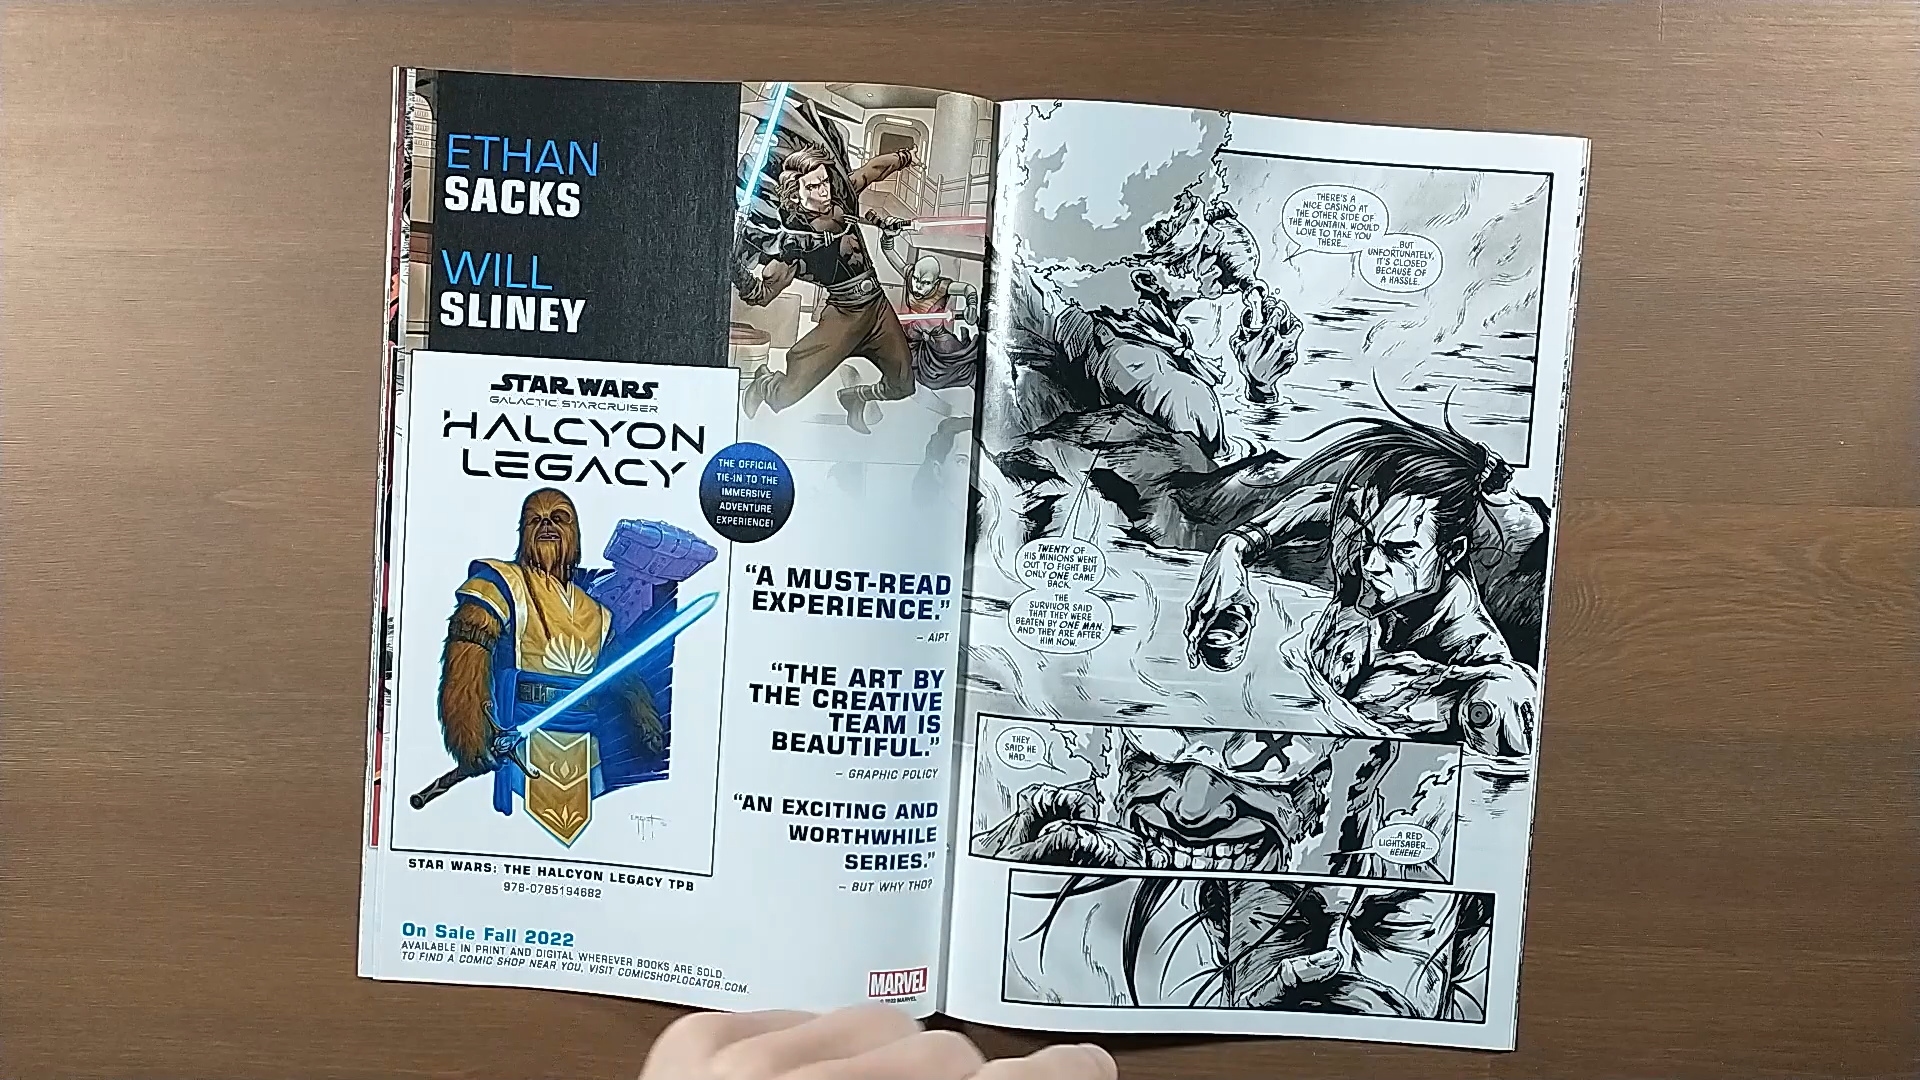 ETHAN
SACKS
WILL
SLINEY
STAR WARS
GALACTIC STARCRUISER
HALCYON
LEGACY
THE OFFICIAL
TIE-IN TO THE
IMMERSIVE
ADVENTURE
EXPERIENCE!
“A MUST-READ
EXPERIENCE.”
– AIPT
“THE ART BY
THE CREATIVE
TEAM IS
BEAUTIFUL.”
– GRAPHIC POLICY
“AN EXCITING AND
WORTHWHILE
SERIES.”
– BUT WHY THO?
STAR WARS: THE HALCYON LEGACY TPB
978-0785194682
On Sale Fall 2022
AVAILABLE IN PRINT AND DIGITAL WHEREVER BOOKS ARE SOLD.
TO FIND A COMIC SHOP NEAR YOU, VISIT COMICSHOPLOCATOR.COM.
MARVEL
© 2022 MARVEL
THERE'S A
NICE CASINO AT
THE OTHER SIDE OF
THE MOUNTAIN. WOULD
LOVE TO TAKE YOU
THERE...
...BUT
UNFORTUNATELY,
IT'S CLOSED
BECAUSE OF
A HASSLE.
TWENTY OF
HIS MINIONS WENT
OUT TO FIGHT BUT
ONLY ONE CAME
BACK.
THE
SURVIVOR SAID
THAT THEY WERE
BEATEN BY ONE MAN.
AND THEY ARE AFTER
HIM NOW.
THEY
SAID HE
HAD...
...A RED
LIGHTSABER...
HEHEHE!